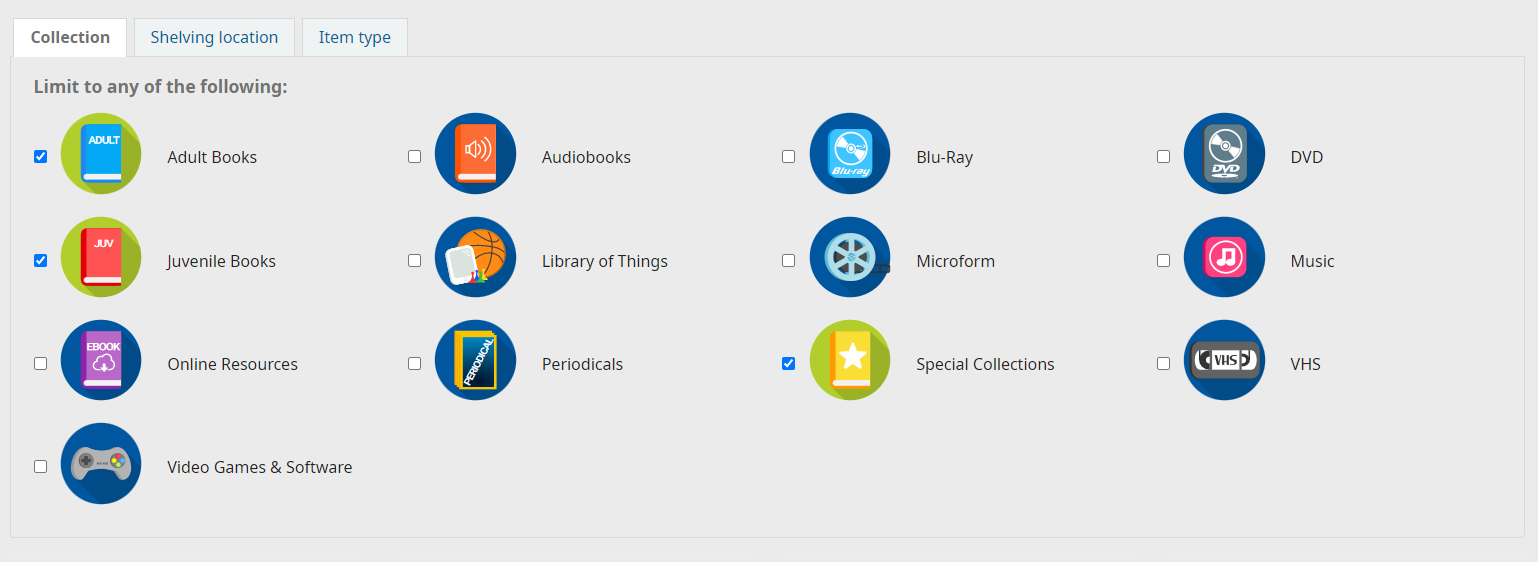 Collection Shelving location Item type
Limit to any of the following:
ADULT Adult Books Audiobooks Blu-ray Blu-Ray DVD DVD
JUV Juvenile Books Library of Things Microform Music
EBOOK Online Resources PERIODICAL Periodicals Special Collections VHS VHS
Video Games & Software